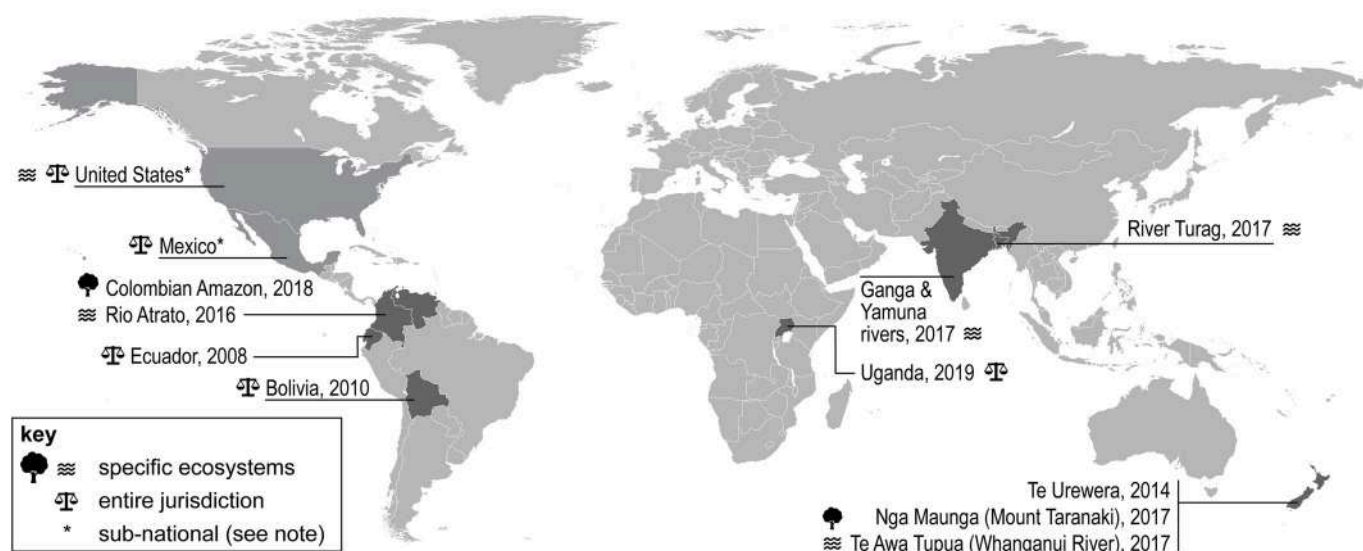 United States*
Mexico*
Colombian Amazon, 2018
Rio Atrato, 2016
Ecuador, 2008
Bolivia, 2010
River Turag, 2017
Ganga &
Yamuna
rivers, 2017
Uganda, 2019
key
specific ecosystems
entire jurisdiction
* sub-national (see note)
Te Urewera, 2014
Nga Maunga (Mount Taranaki), 2017
Te Awa Tupua (Whanganui River), 2017